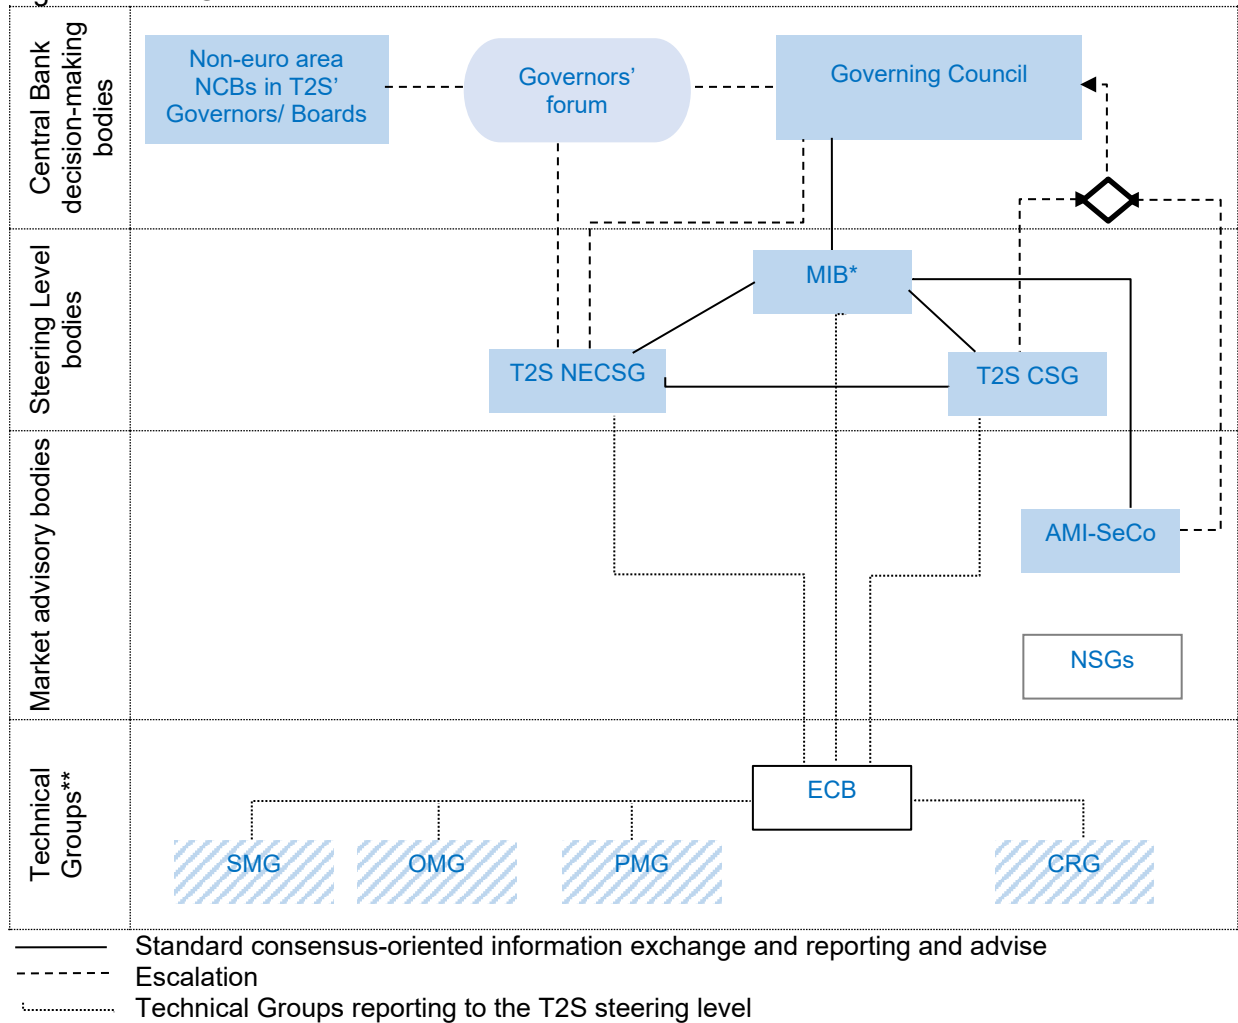 Central Bank
decision-making
bodies
Non-euro area
NCBs in T2S’
Governors/ Boards
Governors’
forum
Governing Council
Steering Level
bodies
MIB*
T2S NECSG
T2S CSG
Market advisory bodies
AMI-SeCo
NSGs
Technical
Groups**
ECB
SMG
OMG
PMG
CRG
Standard consensus-oriented information exchange and reporting and advise
Escalation
Technical Groups reporting to the T2S steering level